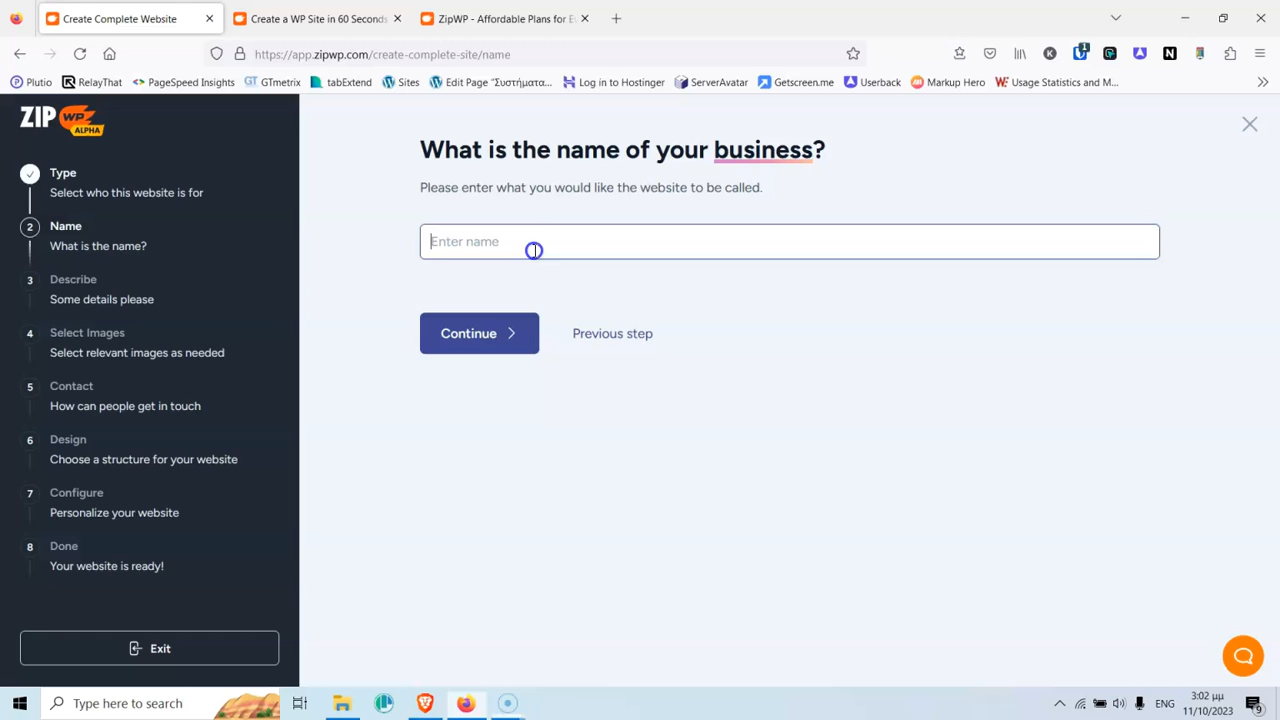 Create Complete Website
Create a WP Site in 60 Seconds
ZipWP - Affordable Plans for E
https://app.zipwp.com/create-complete-site/name
1
Plutio
RelayThat
PageSpeed Insights
GTmetrix
tabExtend
Sites
Edit Page "Συστήματα...
Log in to Hostinger
ServerAvatar
Getscreen.me
Userback
Markup Hero
Usage Statistics and M...
ZIP WP
ALPHA
Type
Select who this website is for
2 Name
What is the name?
3 Describe
Some details please
4 Select Images
Select relevant images as needed
5 Contact
How can people get in touch
6 Design
Choose a structure for your website
7 Configure
Personalize your website
8 Done
Your website is ready!
Exit
What is the name of your business?
Please enter what you would like the website to be called.
Enter name
Continue
Previous step
Type here to search
ENG
3:02 μμ
11/10/2023
9